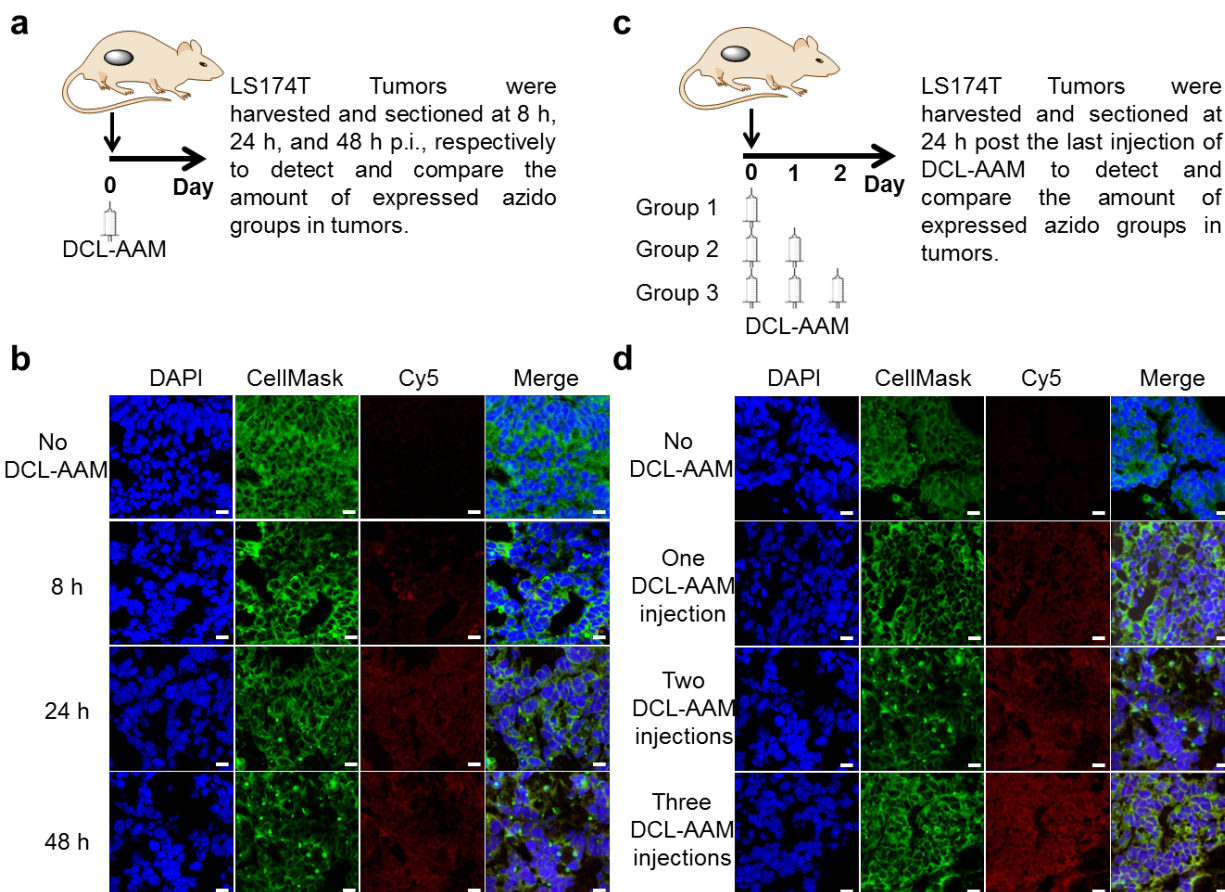 a
LS174T Tumors were
harvested and sectioned at 8 h,
24 h, and 48 h p.i., respectively
to detect and compare the
amount of expressed azido
groups in tumors.
0
Day
DCL-AAM
c
LS174T Tumors were
harvested and sectioned at
24 h post the last injection of
DCL-AAM to detect and
compare the amount of
expressed azido groups in
tumors.
0 1 2 Day
Group 1
Group 2
Group 3
DCL-AAM
b
DAPI CellMask Cy5 Merge
No
DCL-AAM
8 h
24 h
48 h
d
DAPI CellMask Cy5 Merge
No
DCL-AAM
One
DCL-AAM
injection
Two
DCL-AAM
injections
Three
DCL-AAM
injections